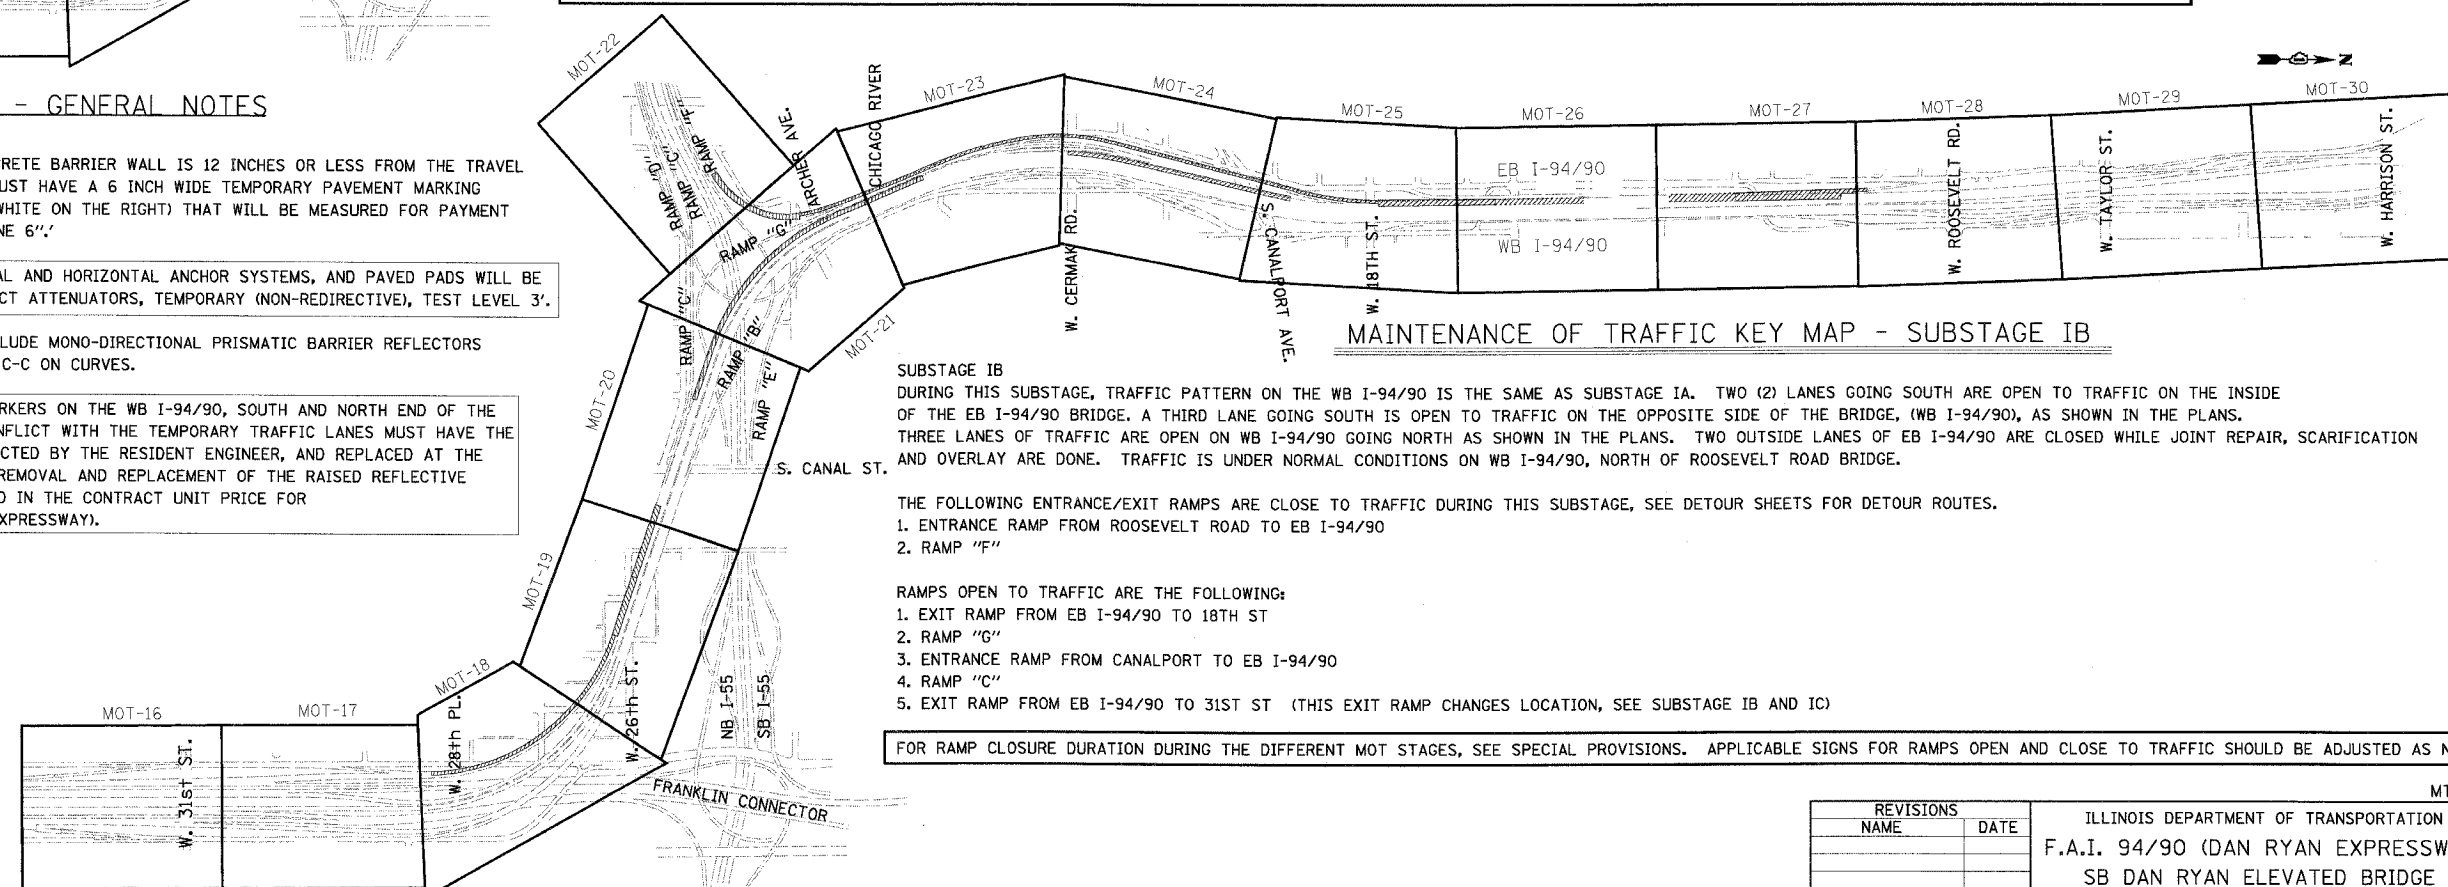 - GENERAL NOTES
CRETE BARRIER WALL IS 12 INCHES OR LESS FROM THE TRAVEL
UST HAVE A 6 INCH WIDE TEMPORARY PAVEMENT MARKING
WHITE ON THE RIGHT) THAT WILL BE MEASURED FOR PAYMENT
NE 6".'
AL AND HORIZONTAL ANCHOR SYSTEMS, AND PAVED PADS WILL BE
CT ATTENUATORS, TEMPORARY (NON-REDIRECTIVE), TEST LEVEL 3'.
LUDE MONO-DIRECTIONAL PRISMATIC BARRIER REFLECTORS
C-C ON CURVES.
RKERS ON THE WB I-94/90, SOUTH AND NORTH END OF THE
NFLICT WITH THE TEMPORARY TRAFFIC LANES MUST HAVE THE
CTED BY THE RESIDENT ENGINEER, AND REPLACED AT THE
REMOVAL AND REPLACEMENT OF THE RAISED REFLECTIVE
D IN THE CONTRACT UNIT PRICE FOR
XPRESSWAY).
MOT-16
MOT-17
MOT-18
MOT-19
MOT-20
MOT-21
MOT-22
MOT-23
MOT-24
MOT-25
MOT-26
MOT-27
MOT-28
MOT-29
MOT-30
N
W. 31st ST.
W. 28th PL.
W. 26th ST.
NB I-55
SB I-55
FRANKLIN CONNECTOR
S. CANAL ST.
RAMP "C"
RAMP "B"
RAMP "E"
RAMP "D"
RAMP "C"
RAMP "F"
RAMP "G"
ARCHER AVE.
CHICAGO RIVER
W. CERMAK RD.
S. CANALPORT AVE.
W. 18TH ST.
EB I-94/90
WB I-94/90
W. ROOSEVELT RD.
W. TAYLOR ST.
W. HARRISON ST.
MAINTENANCE OF TRAFFIC KEY MAP - SUBSTAGE IB
SUBSTAGE IB
DURING THIS SUBSTAGE, TRAFFIC PATTERN ON THE WB I-94/90 IS THE SAME AS SUBSTAGE IA. TWO (2) LANES GOING SOUTH ARE OPEN TO TRAFFIC ON THE INSIDE
OF THE EB I-94/90 BRIDGE. A THIRD LANE GOING SOUTH IS OPEN TO TRAFFIC ON THE OPPOSITE SIDE OF THE BRIDGE, (WB I-94/90), AS SHOWN IN THE PLANS.
THREE LANES OF TRAFFIC ARE OPEN ON WB I-94/90 GOING NORTH AS SHOWN IN THE PLANS. TWO OUTSIDE LANES OF EB I-94/90 ARE CLOSED WHILE JOINT REPAIR, SCARIFICATION
AND OVERLAY ARE DONE. TRAFFIC IS UNDER NORMAL CONDITIONS ON WB I-94/90, NORTH OF ROOSEVELT ROAD BRIDGE.
THE FOLLOWING ENTRANCE/EXIT RAMPS ARE CLOSE TO TRAFFIC DURING THIS SUBSTAGE, SEE DETOUR SHEETS FOR DETOUR ROUTES.
1. ENTRANCE RAMP FROM ROOSEVELT ROAD TO EB I-94/90
2. RAMP "F"
RAMPS OPEN TO TRAFFIC ARE THE FOLLOWING:
1. EXIT RAMP FROM EB I-94/90 TO 18TH ST
2. RAMP "G"
3. ENTRANCE RAMP FROM CANALPORT TO EB I-94/90
4. RAMP "C"
5. EXIT RAMP FROM EB I-94/90 TO 31ST ST (THIS EXIT RAMP CHANGES LOCATION, SEE SUBSTAGE IB AND IC)
FOR RAMP CLOSURE DURATION DURING THE DIFFERENT MOT STAGES, SEE SPECIAL PROVISIONS. APPLICABLE SIGNS FOR RAMPS OPEN AND CLOSE TO TRAFFIC SHOULD BE ADJUSTED AS N
MT
REVISIONS
NAME DATE
ILLINOIS DEPARTMENT OF TRANSPORTATION
F.A.I. 94/90 (DAN RYAN EXPRESSW
SB DAN RYAN ELEVATED BRIDGE